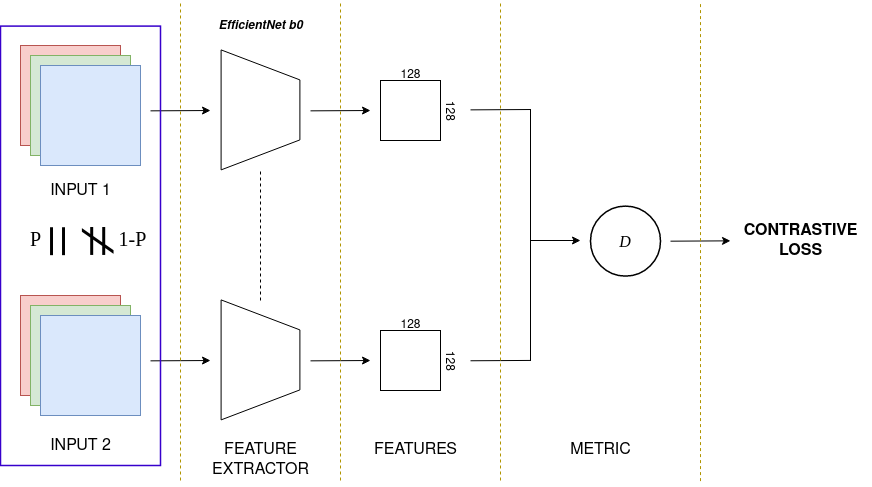 EfficientNet b0
128
128
INPUT 1
P
1-P
D
CONTRASTIVE
LOSS
128
128
INPUT 2
FEATURE
EXTRACTOR
FEATURES
METRIC